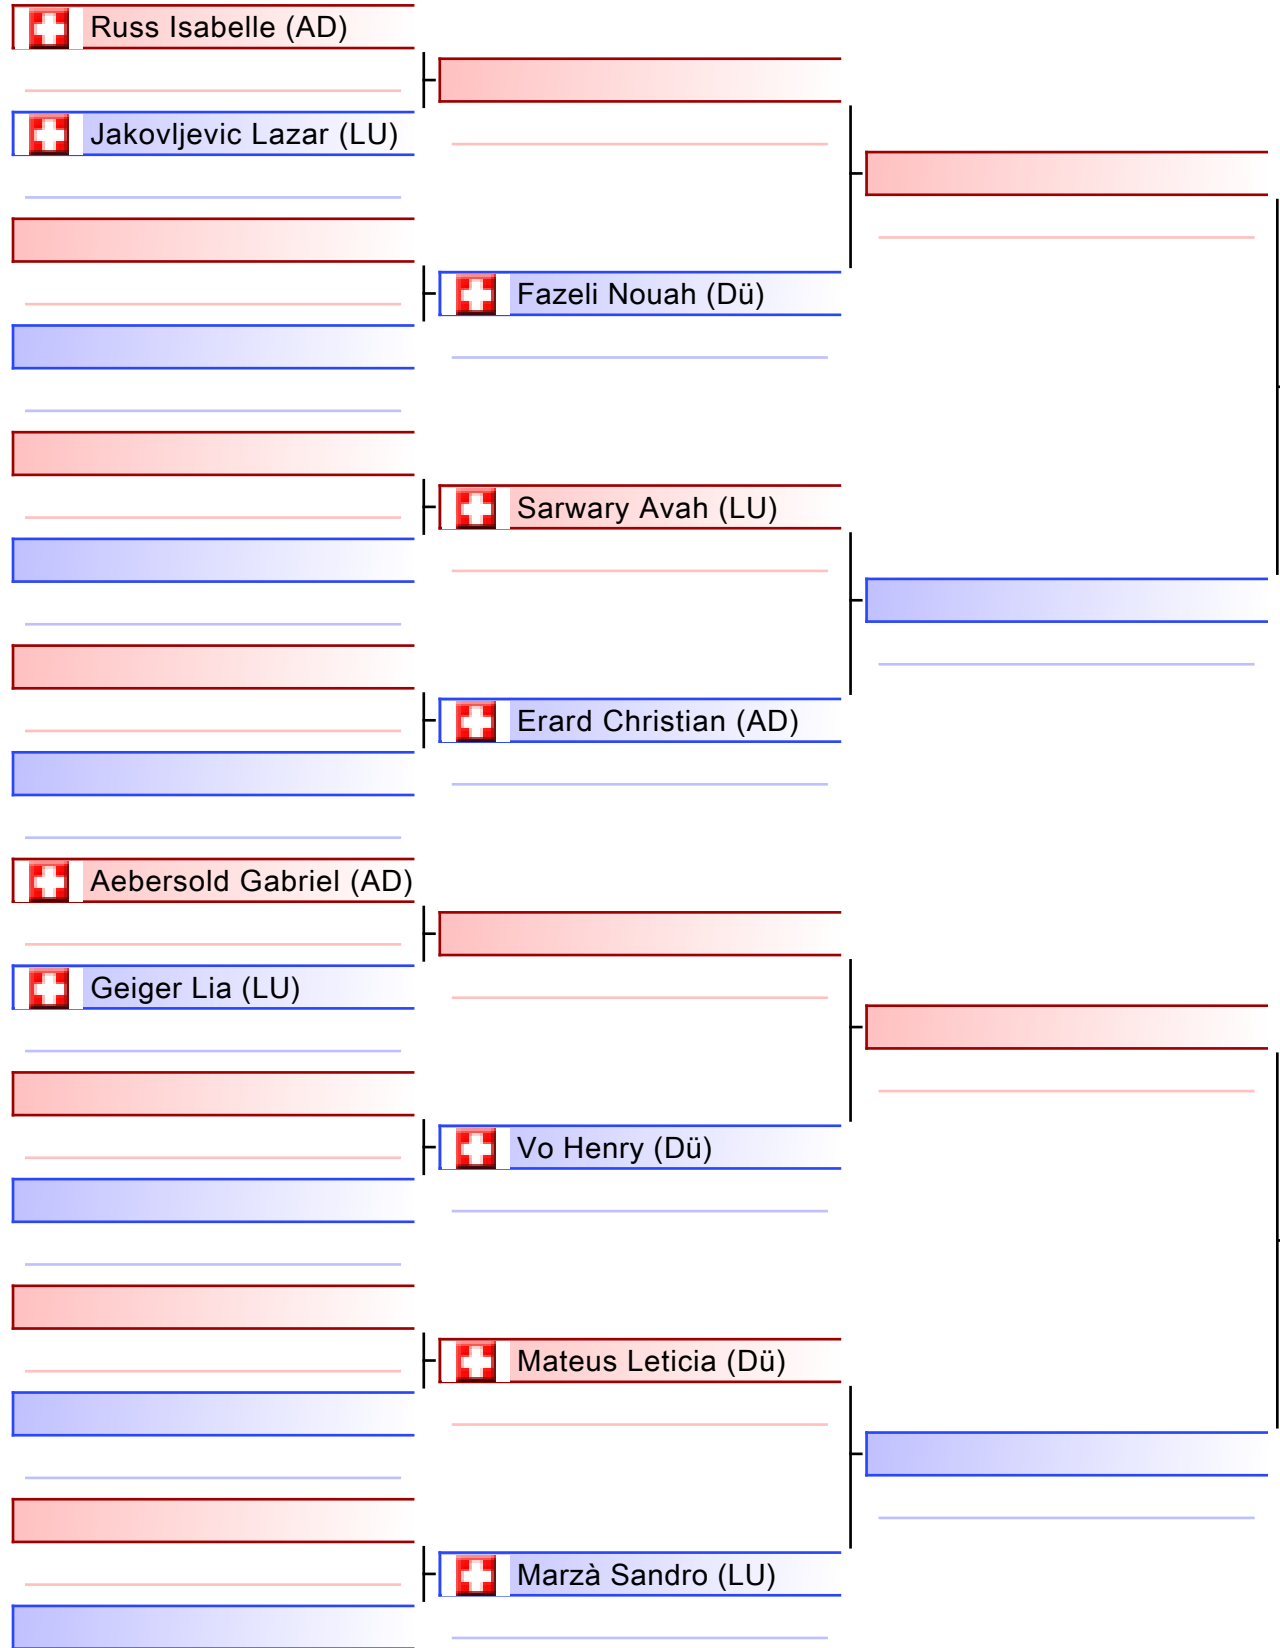 Russ Isabelle (AD)
Jakovljevic Lazar (LU)
Fazeli Nouah (Dü)
Sarwary Avah (LU)
Erard Christian (AD)
Aebersold Gabriel (AD)
Geiger Lia (LU)
Vo Henry (Dü)
Mateus Leticia (Dü)
Marzà Sandro (LU)